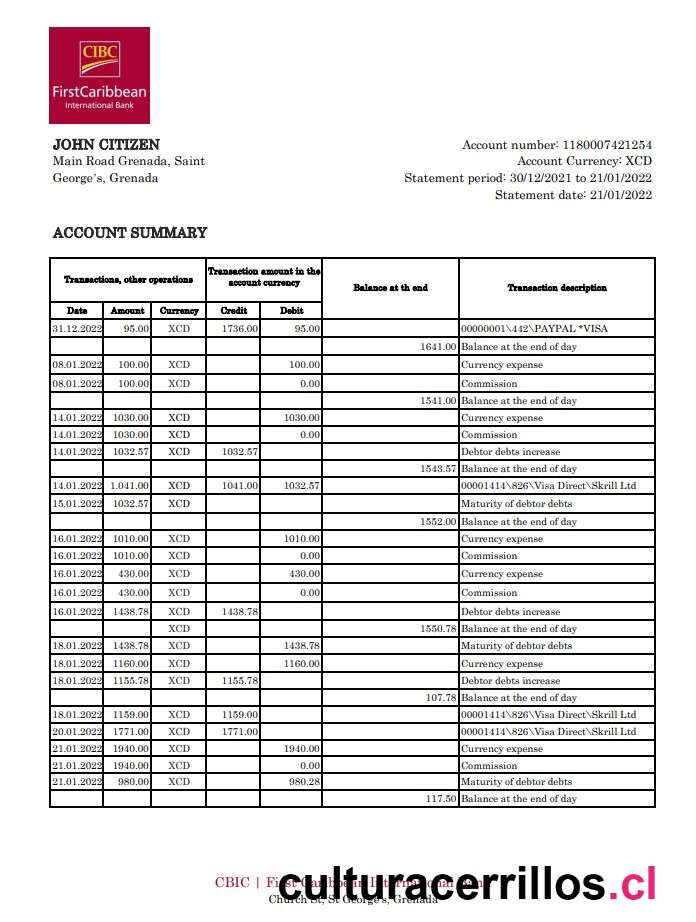 CIBC
FirstCaribbean
International Bank
JOHN CITIZEN
Main Road Grenada, Saint
George's, Grenada
Account number: 1180007421254
Account Currency: XCD
Statement period: 30/12/2021 to 21/01/2022
Statement date: 21/01/2022
ACCOUNT SUMMARY
Transactions, other operations Transaction amount in the account currency Balance at th end Transaction description
Date Amount Currency Credit Debit
31.12.2022 95.00 XCD 1736.00 95.00 00000001\442\PAYPAL *VISA
1641.00 Balance at the end of day
08.01.2022 100.00 XCD 100.00 Currency expense
08.01.2022 100.00 XCD 0.00 Commission
1541.00 Balance at the end of day
14.01.2022 1030.00 XCD 1030.00 Currency expense
14.01.2022 1030.00 XCD 0.00 Commission
14.01.2022 1032.57 XCD 1032.57 Debtor debts increase
1543.57 Balance at the end of day
14.01.2022 1.041.00 XCD 1041.00 1032.57 00001414\826\Visa Direct\Skrill Ltd
15.01.2022 1032.57 XCD Maturity of debtor debts
1552.00 Balance at the end of day
16.01.2022 1010.00 XCD 1010.00 Currency expense
16.01.2022 1010.00 XCD 0.00 Commission
16.01.2022 430.00 XCD 430.00 Currency expense
16.01.2022 430.00 XCD 0.00 Commission
16.01.2022 1438.78 XCD 1438.78 Debtor debts increase
XCD 1550.78 Balance at the end of day
18.01.2022 1438.78 XCD 1438.78 Maturity of debtor debts
18.01.2022 1160.00 XCD 1160.00 Currency expense
18.01.2022 1155.78 XCD 1155.78 Debtor debts increase
107.78 Balance at the end of day
18.01.2022 1159.00 XCD 1159.00 00001414\826\Visa Direct\Skrill Ltd
20.01.2022 1771.00 XCD 1771.00 00001414\826\Visa Direct\Skrill Ltd
21.01.2022 1940.00 XCD 1940.00 Currency expense
21.01.2022 1940.00 XCD 0.00 Commission
21.01.2022 980.00 XCD 980.28 Maturity of debtor debts
117.50 Balance at the end of day
CBIC | First Caribbean International Bank
culturacerrillos.cl
Church St, St George's, Grenada